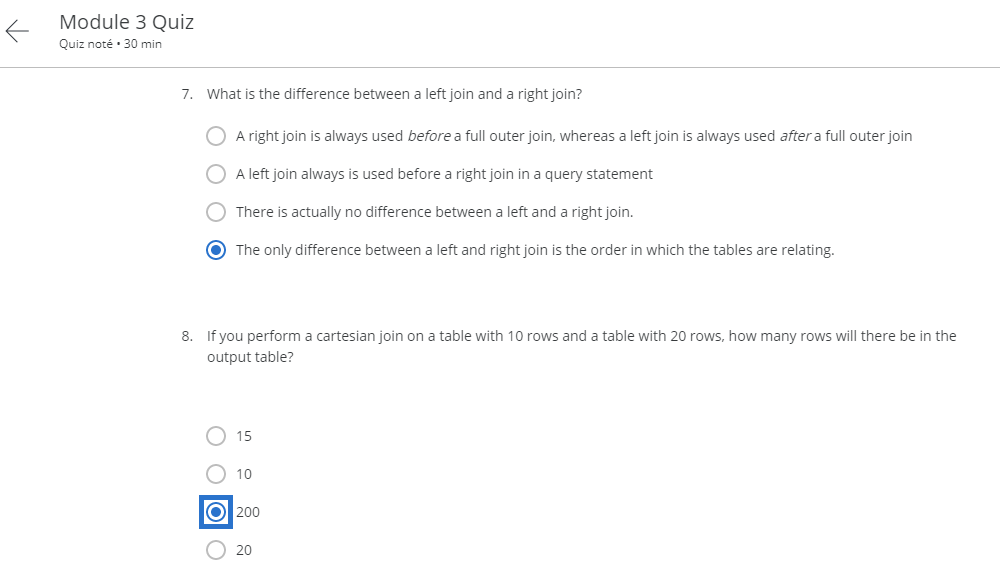 Module 3 Quiz
Quiz noté • 30 min
7. What is the difference between a left join and a right join?
A right join is always used before a full outer join, whereas a left join is always used after a full outer join
A left join always is used before a right join in a query statement
There is actually no difference between a left and a right join.
The only difference between a left and right join is the order in which the tables are relating.
8. If you perform a cartesian join on a table with 10 rows and a table with 20 rows, how many rows will there be in the
output table?
15
10
200
20